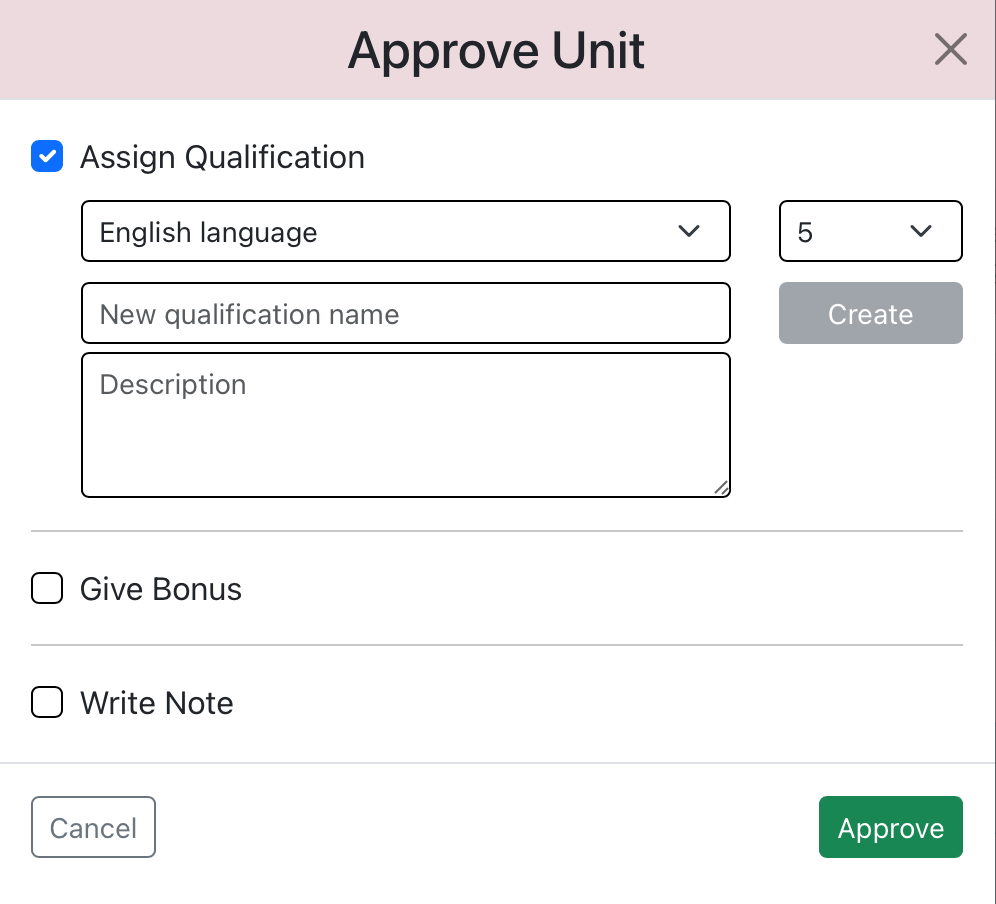 Approve Unit
Assign Qualification
English language
5
New qualification name
Create
Description
Give Bonus
Write Note
Cancel
Approve